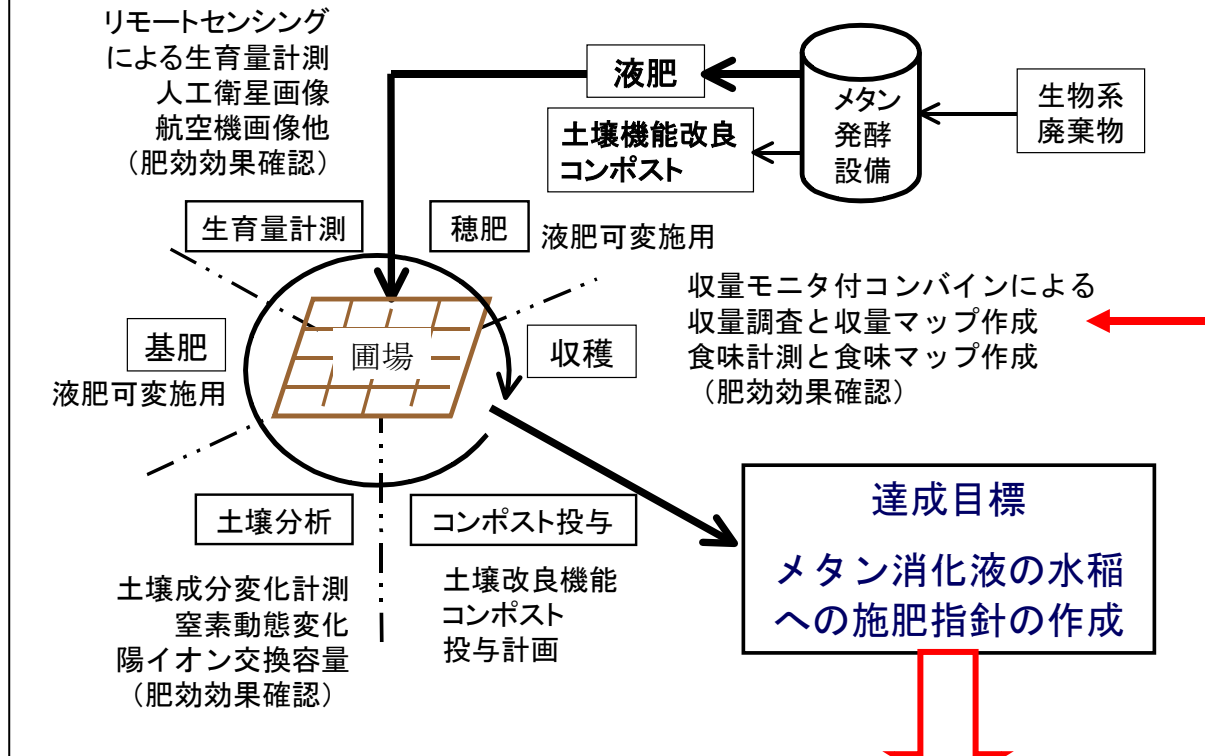 リモートセンシング
による生育量計測
人工衛星画像
航空機画像他
（肥効効果確認）
液肥
土壌機能改良
コンポスト
メタン
発酵
設備
生物系
廃棄物
生育量計測
穂肥
液肥可変施用
基肥
液肥可変施用
圃場
収穫
収量モニタ付コンバインによる
収量調査と収量マップ作成
食味計測と食味マップ作成
（肥効効果確認）
土壌分析
コンポスト投与
土壌成分変化計測
窒素動態変化
陽イオン交換容量
（肥効効果確認）
土壌改良機能
コンポスト
投与計画
達成目標
メタン消化液の水稲
への施肥指針の作成